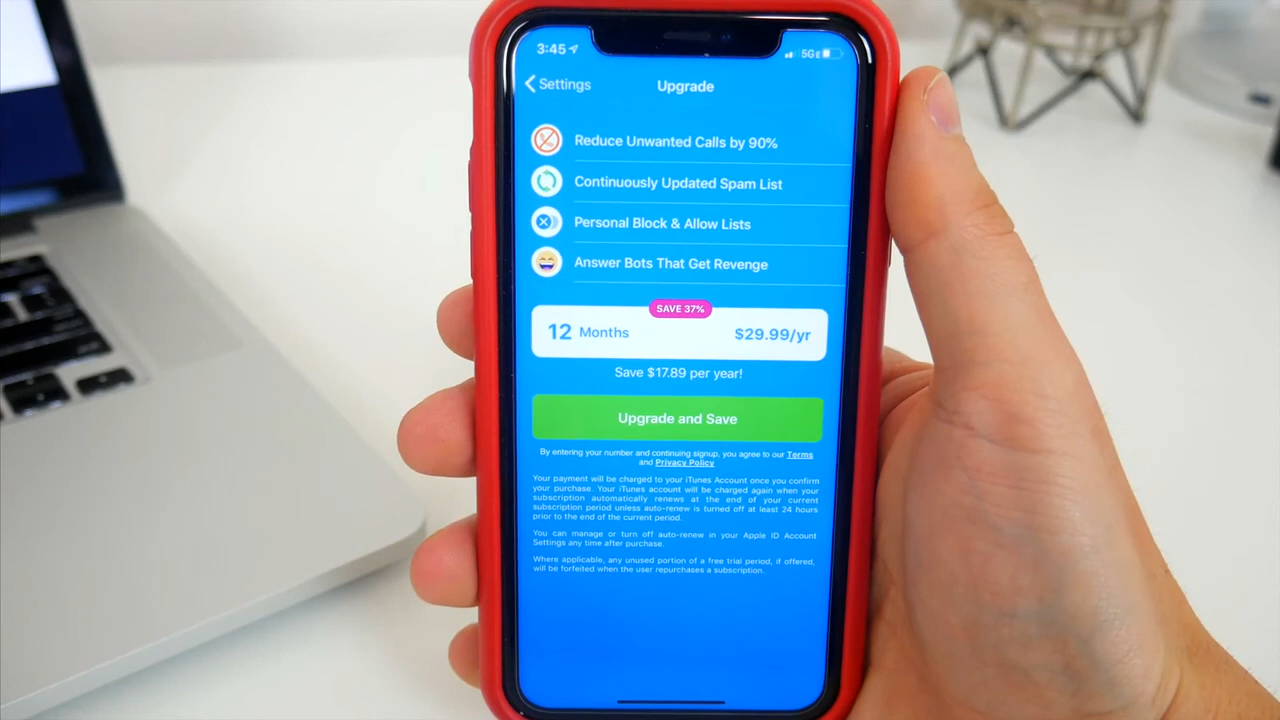 3:45
5GE
Settings
Upgrade
Reduce Unwanted Calls by 90%
Continuously Updated Spam List
Personal Block & Allow Lists
Answer Bots That Get Revenge
SAVE 37%
12 Months $29.99/yr
Save $17.89 per year!
Upgrade and Save
By entering your number and continuing signup, you agree to our Terms
and Privacy Policy
Your payment will be charged to your iTunes Account once you confirm
your purchase. Your iTunes account will be charged again when your
subscription automatically renews at the end of your current
subscription period unless auto-renew is turned off at least 24 hours
prior to the end of the current period.
You can manage or turn off auto-renew in your Apple ID Account
Settings any time after purchase.
Where applicable, any unused portion of a free trial period, if offered,
will be forfeited when the user repurchases a subscription.